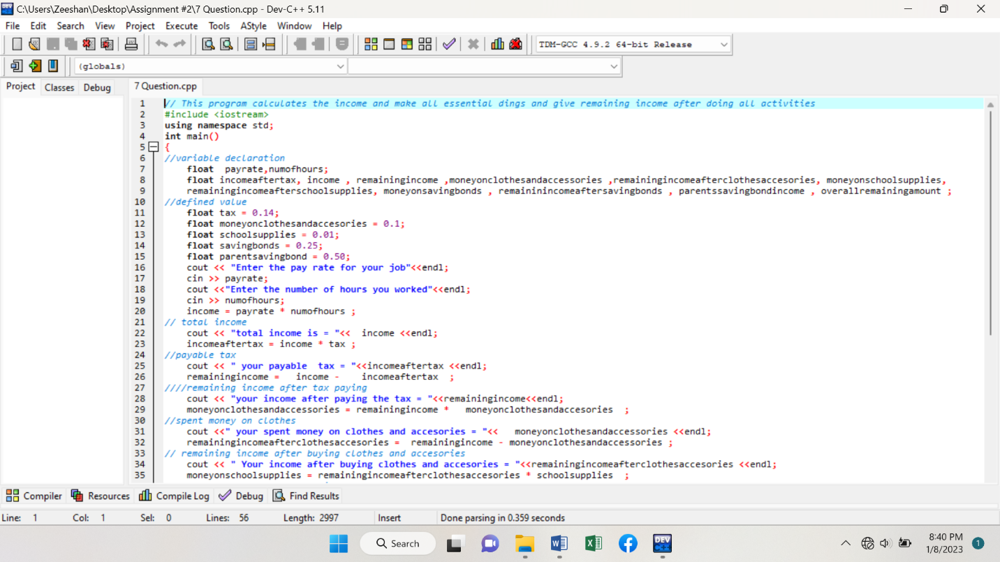 C:\Users\Zeeshan\Desktop\Assignment #2\7 Question.cpp - Dev-C++ 5.11
File Edit Search View Project Execute Tools AStyle Window Help
TDM-GCC 4.9.2 64-bit Release
(globals)
Project Classes Debug 7 Question.cpp
1 // This program calculates the income and make all essential dings and give remaining income after doing all activities
2 #include <iostream>
3 using namespace std;
4 int main()
5 {
6 //variable declaration
7 float payrate,numofhours;
8 float incomeaftertax, income , remainingincome ,moneyonclothesandaccessories ,remainingincomeafterclothesaccesories, moneyonschoolsupplies,
9 remainingincomeafterschoolsupplies, moneyonsavingbonds , remaininincomeaftersavingbonds , parentssavingbondincome , overallremainingamount ;
10 //defined value
11 float tax = 0.14;
12 float moneyonclothesandaccesories = 0.1;
13 float schoolsupplies = 0.01;
14 float savingbonds = 0.25;
15 float parentsavingbond = 0.50;
16 cout << "Enter the pay rate for your job"<<endl;
17 cin >> payrate;
18 cout <<"Enter the number of hours you worked"<<endl;
19 cin >> numofhours;
20 income = payrate * numofhours ;
21 // total income
22 cout << "total income is = "<< income <<endl;
23 incomeaftertax = income * tax ;
24 //payable tax
25 cout << " your payable tax = "<<incomeaftertax <<endl;
26 remainingincome = income - incomeaftertax ;
27 ////remaining income after tax paying
28 cout << "your income after paying the tax = "<<remainingincome<<endl;
29 moneyonclothesandaccessories = remainingincome * moneyonclothesandaccesories ;
30 //spent money on clothes
31 cout <<" your spent money on clothes and accesories = "<< moneyonclothesandaccessories <<endl;
32 remainingincomeafterclothesaccesories = remainingincome - moneyonclothesandaccessories ;
33 // remaining income after buying clothes and accesories
34 cout << " Your income after buying clothes and accesories = "<<remainingincomeafterclothesaccesories <<endl;
35 moneyonschoolsupplies = remainingincomeafterclothesaccesories * schoolsupplies ;
Compiler Resources Compile Log Debug Find Results
Line: 1 Col: 1 Sel: 0 Lines: 56 Length: 2997 Insert Done parsing in 0.359 seconds
Search
DEV
8:40 PM
1/8/2023
1